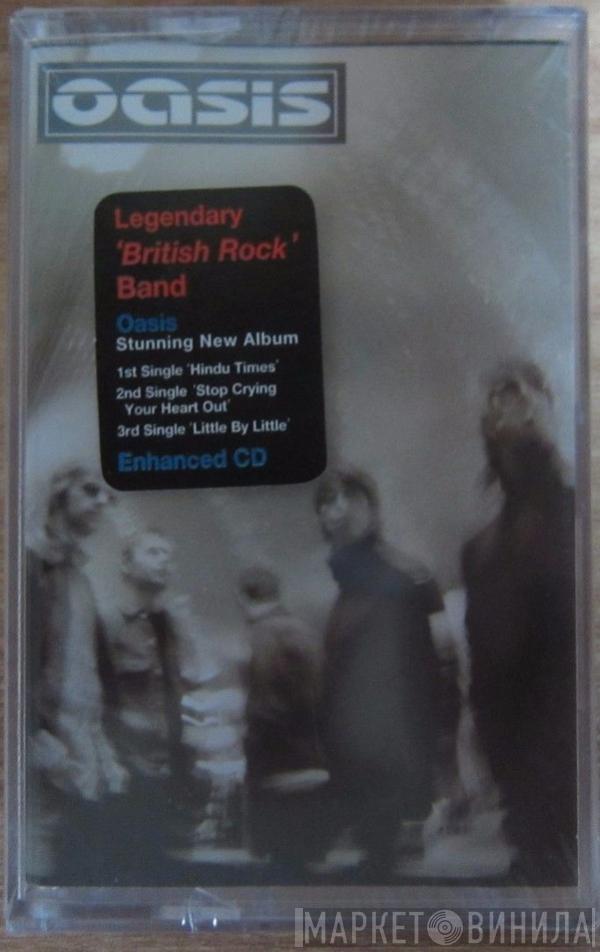 oasis
Legendary
'British Rock'
Band
Oasis
Stunning New Album
1st Single 'Hindu Times'
2nd Single 'Stop Crying
Your Heart Out'
3rd Single 'Little By Little'
Enhanced CD
МАРКЕТ ВИНИЛА